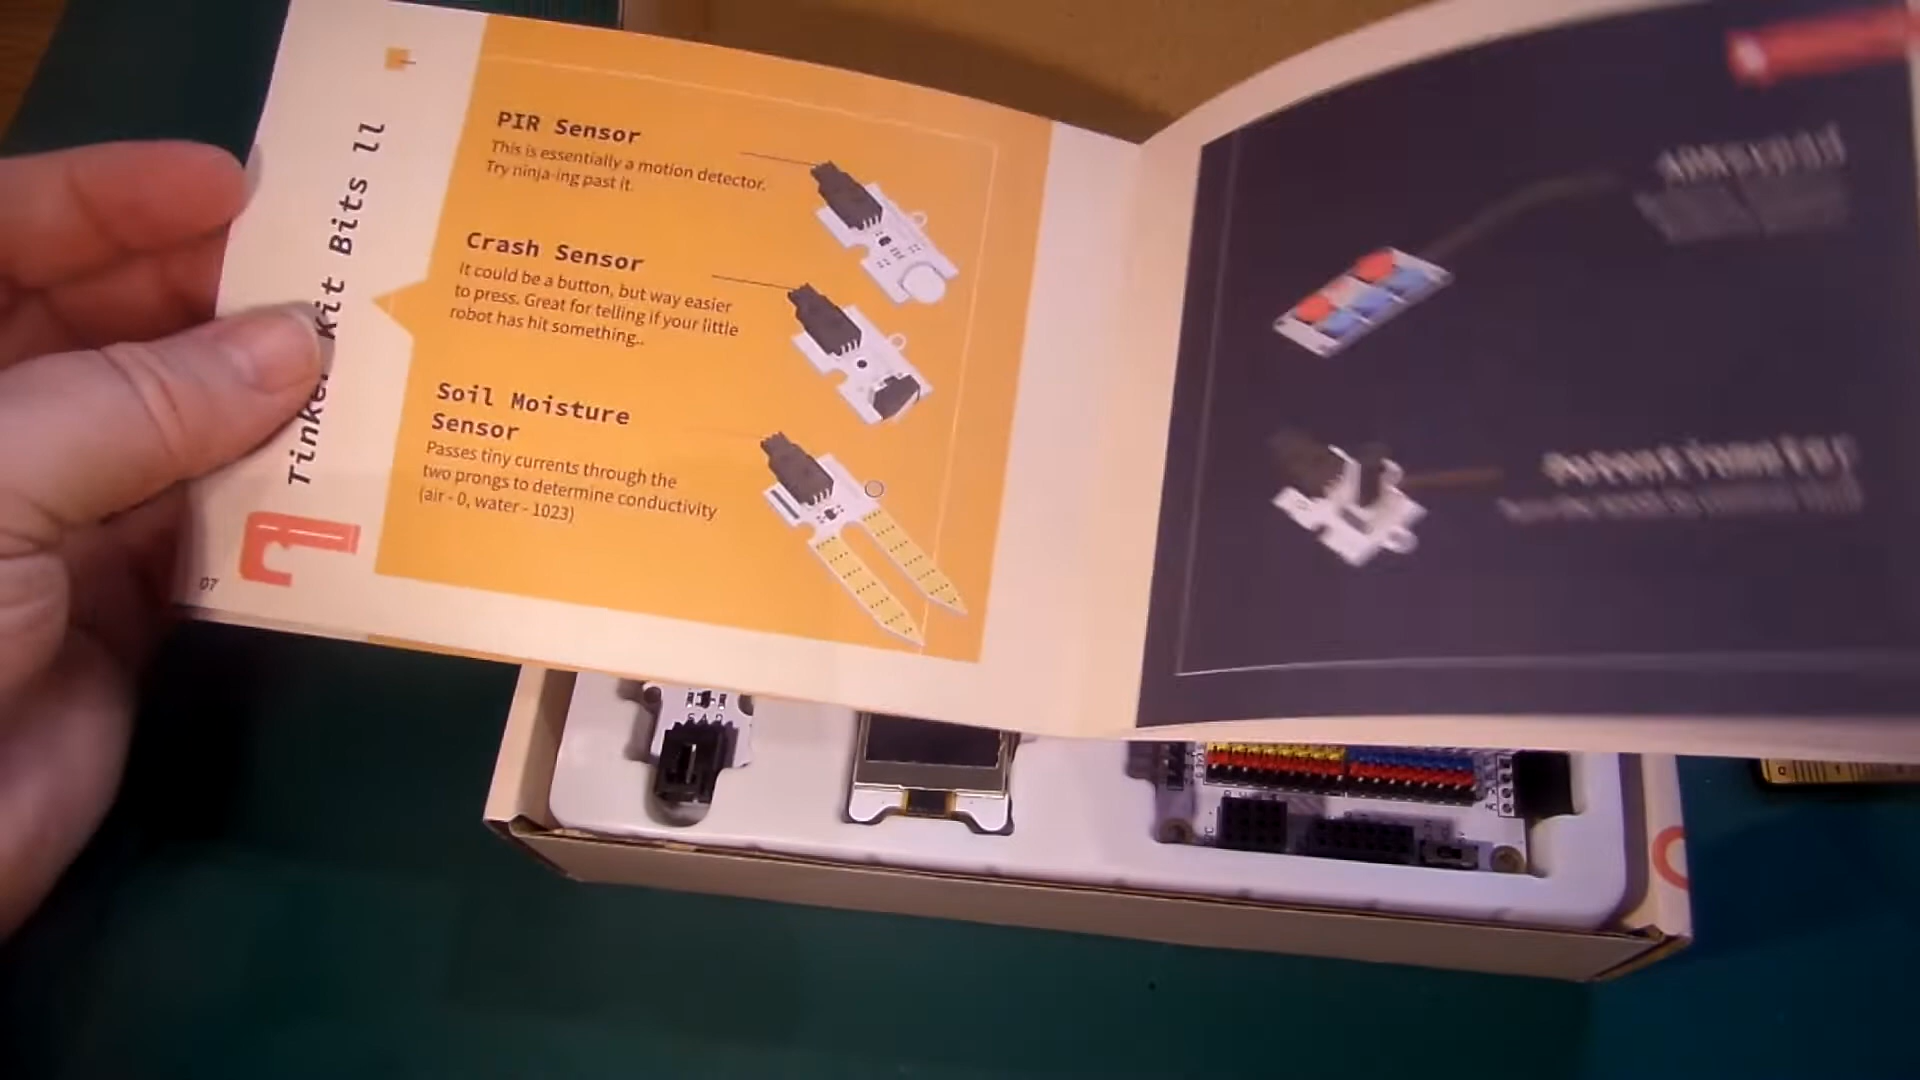 Tinker Kit Bits ll
PIR Sensor
This is essentially a motion detector.
Try ninja-ing past it.
Crash Sensor
It could be a button, but way easier
to press. Great for telling if your little
robot has hit something..
Soil Moisture
Sensor
Passes tiny currents through the
two prongs to determine conductivity
(air - 0, water - 1023)
07
ADKeypad
Potentiometer